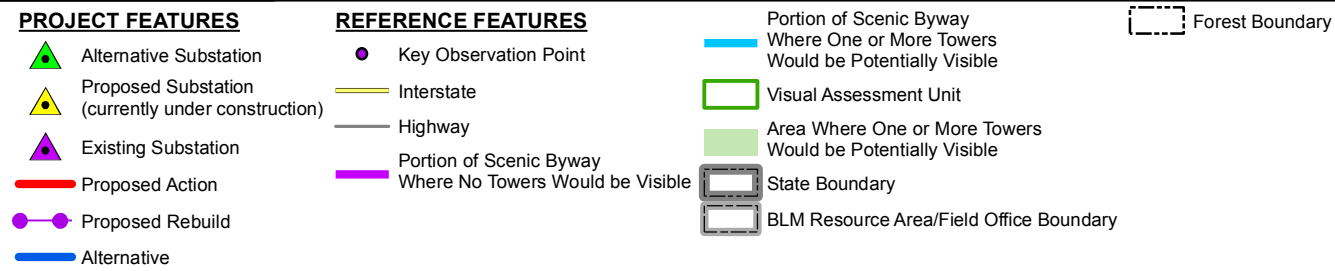 PROJECT FEATURES
Alternative Substation
Proposed Substation
(currently under construction)
Existing Substation
Proposed Action
Proposed Rebuild
Alternative
REFERENCE FEATURES
Key Observation Point
Interstate
Highway
Portion of Scenic Byway
Where No Towers Would be Visible
Portion of Scenic Byway
Where One or More Towers
Would be Potentially Visible
Visual Assessment Unit
Area Where One or More Towers
Would be Potentially Visible
State Boundary
BLM Resource Area/Field Office Boundary
Forest Boundary